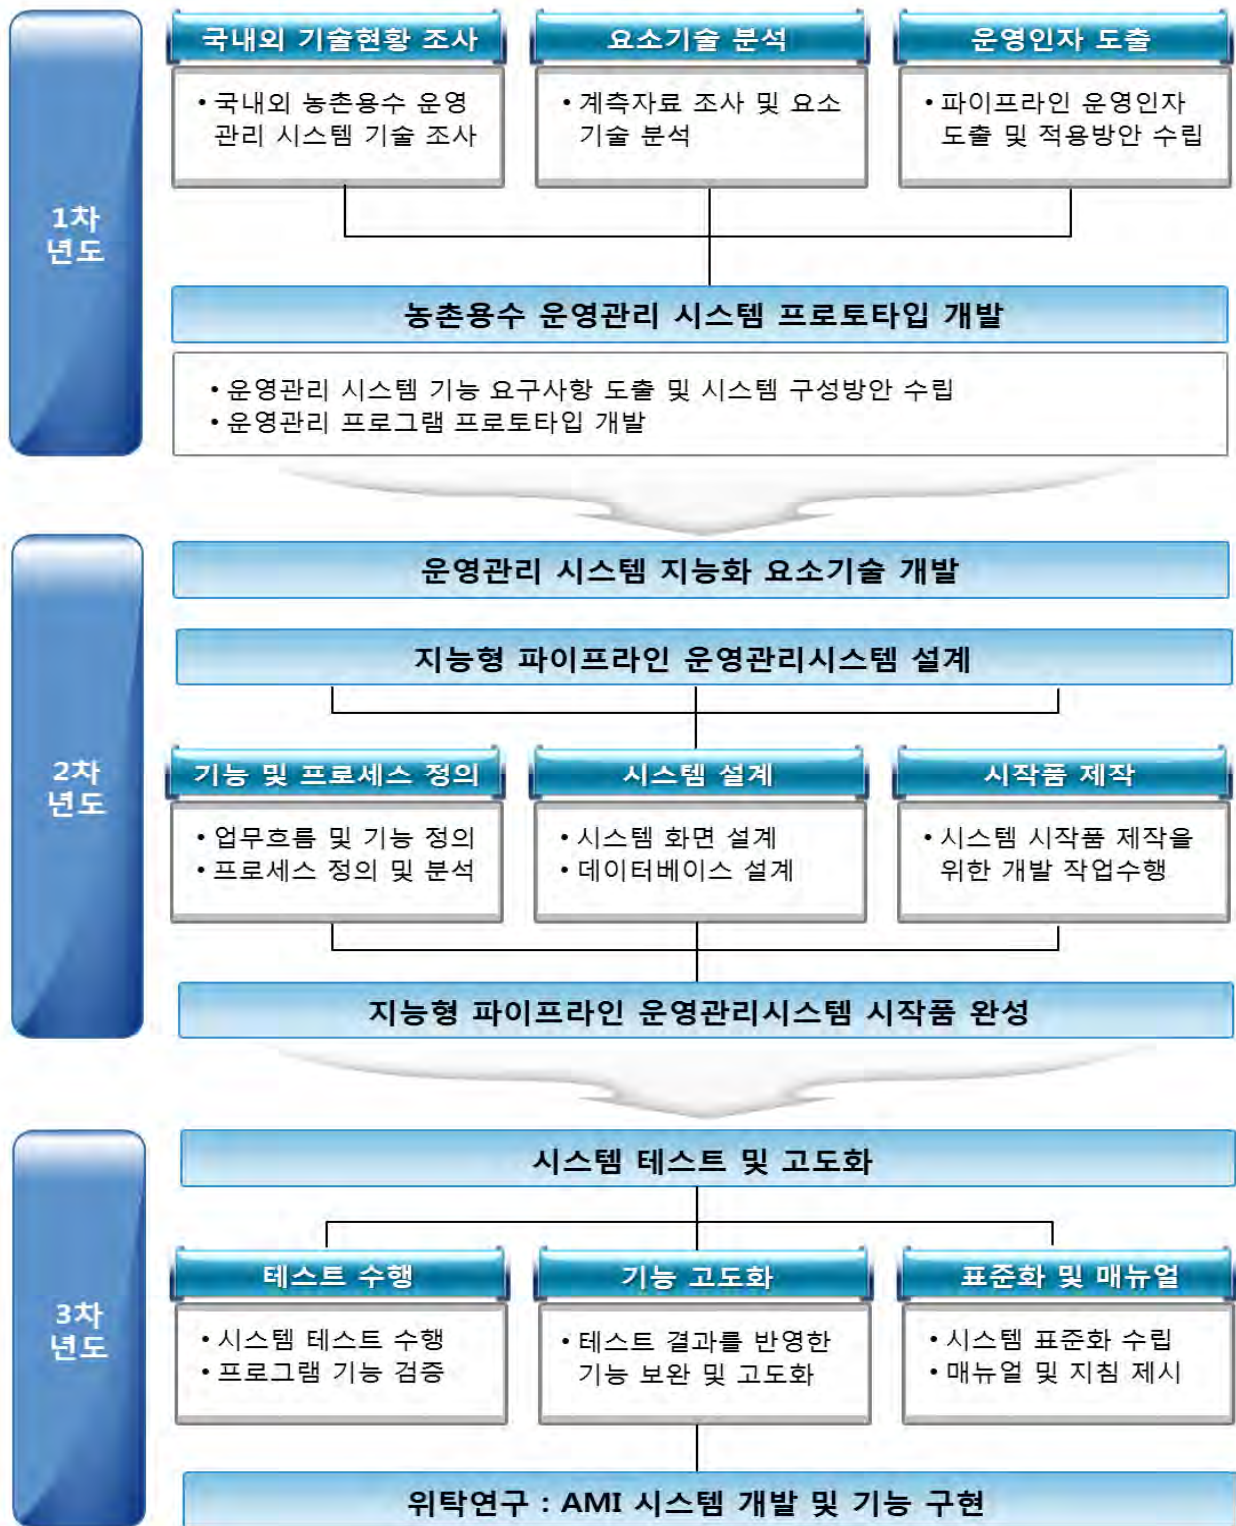 1차
년도
국내외 기술현황 조사
• 국내외 농촌용수 운영
관리 시스템 기술 조사
요소기술 분석
• 계측자료 조사 및 요소
기술 분석
운영인자 도출
• 파이프라인 운영인자
도출 및 적용방안 수립
농촌용수 운영관리 시스템 프로토타입 개발
• 운영관리 시스템 기능 요구사항 도출 및 시스템 구성방안 수립
• 운영관리 프로그램 프로토타입 개발
2차
년도
운영관리 시스템 지능화 요소기술 개발
지능형 파이프라인 운영관리시스템 설계
기능 및 프로세스 정의
• 업무흐름 및 기능 정의
• 프로세스 정의 및 분석
시스템 설계
• 시스템 화면 설계
• 데이터베이스 설계
시작품 제작
• 시스템 시작품 제작을
위한 개발 작업수행
지능형 파이프라인 운영관리시스템 시작품 완성
3차
년도
시스템 테스트 및 고도화
테스트 수행
• 시스템 테스트 수행
• 프로그램 기능 검증
기능 고도화
• 테스트 결과를 반영한
기능 보완 및 고도화
표준화 및 매뉴얼
• 시스템 표준화 수립
• 매뉴얼 및 지침 제시
위탁연구 : AMI 시스템 개발 및 기능 구현